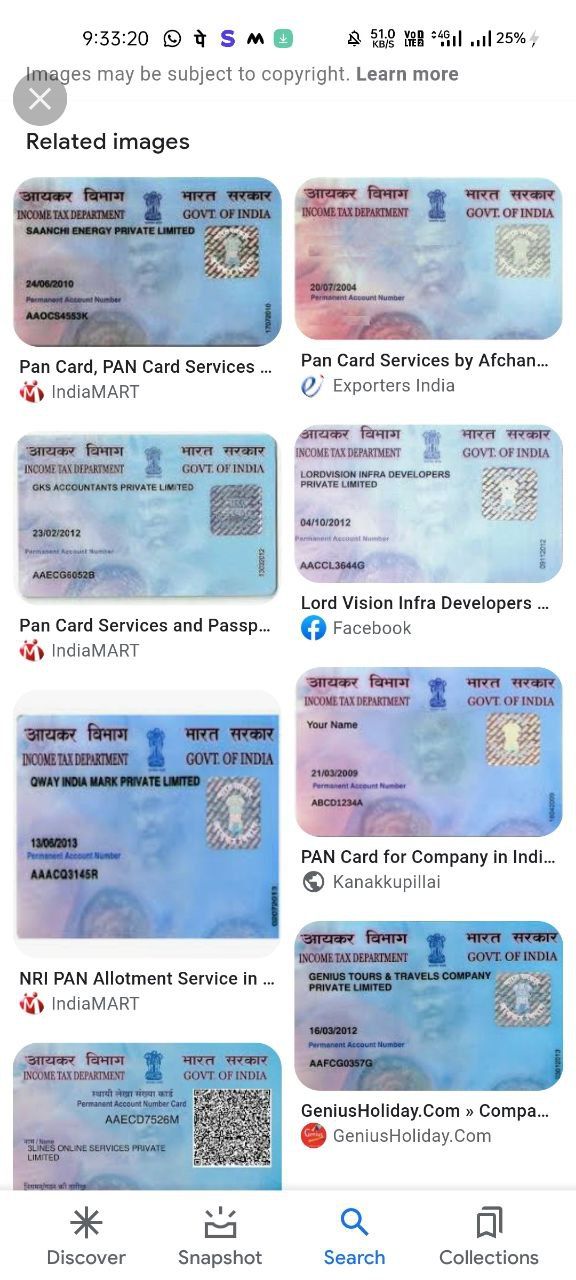 9:33:20
51.0 KB/S
Vo LTE2
4G
25%
Images may be subject to copyright. Learn more
Related images
आयकर विभाग
भारत सरकार
INCOME TAX DEPARTMENT
GOVT. OF INDIA
SAANCHI ENERGY PRIVATE LIMITED
24/06/2010
Permanent Account Number
AAOCS4553K
17072010
Pan Card, PAN Card Services ...
IndiaMART
आयकर विभाग
भारत सरकार
INCOME TAX DEPARTMENT
GOVT. OF INDIA
20/07/2004
Permanent Account Number
Pan Card Services by Afchan...
Exporters India
आयकर विभाग
भारत सरकार
INCOME TAX DEPARTMENT
GOVT. OF INDIA
GKS ACCOUNTANTS PRIVATE LIMITED
23/02/2012
Permanent Account Number
AAECG6052B
13032012
Pan Card Services and Passp...
IndiaMART
आयकर विभाग
भारत सरकार
INCOME TAX DEPARTMENT
GOVT. OF INDIA
LORDVISION INFRA DEVELOPERS
PRIVATE LIMITED
04/10/2012
Permanent Account Number
AACCL3644G
09112012
Lord Vision Infra Developers ...
Facebook
आयकर विभाग
भारत सरकार
INCOME TAX DEPARTMENT
GOVT. OF INDIA
QWAY INDIA MARK PRIVATE LIMITED
13/06/2013
Permanent Account Number
AAACQ3145R
02072013
NRI PAN Allotment Service in ...
IndiaMART
आयकर विभाग
भारत सरकार
INCOME TAX DEPARTMENT
GOVT. OF INDIA
Your Name
21/03/2009
Permanent Account Number
ABCD1234A
PAN Card for Company in Indi...
Kanakkupillai
आयकर विभाग
भारत सरकार
INCOME TAX DEPARTMENT
GOVT. OF INDIA
GENIUS TOURS & TRAVELS COMPANY
PRIVATE LIMITED
16/03/2012
Permanent Account Number
AAFCG0357G
GeniusHoliday.Com » Compa...
GeniusHoliday.Com
आयकर विभाग
भारत सरकार
INCOME TAX DEPARTMENT
GOVT. OF INDIA
स्थायी लेखा संख्या कार्ड
Permanent Account Number Card
AAECD7526M
नाम / Name
3LINES ONLINE SERVICES PRIVATE
LIMITED
Discover
Snapshot
Search
Collections